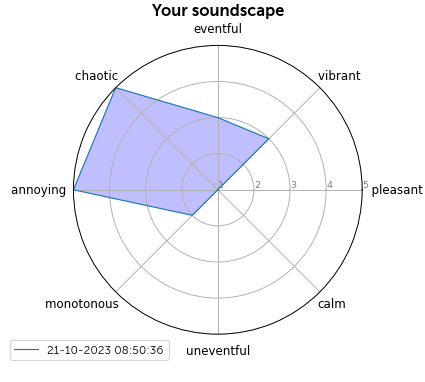 Your soundscape
eventful
chaotic
vibrant
annoying
1 2 3 4 5
pleasant
monotonous
calm
21-10-2023 08:50:36
uneventful